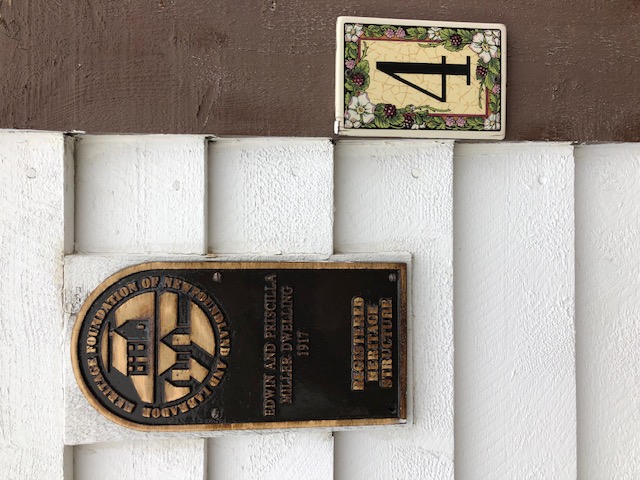 4
HERITAGE FOUNDATION OF NEWFOUNDLAND AND LABRADOR
EDWIN AND PRISCILLA
MILLER DWELLING
1917
REGISTERED
HERITAGE
STRUCTURE